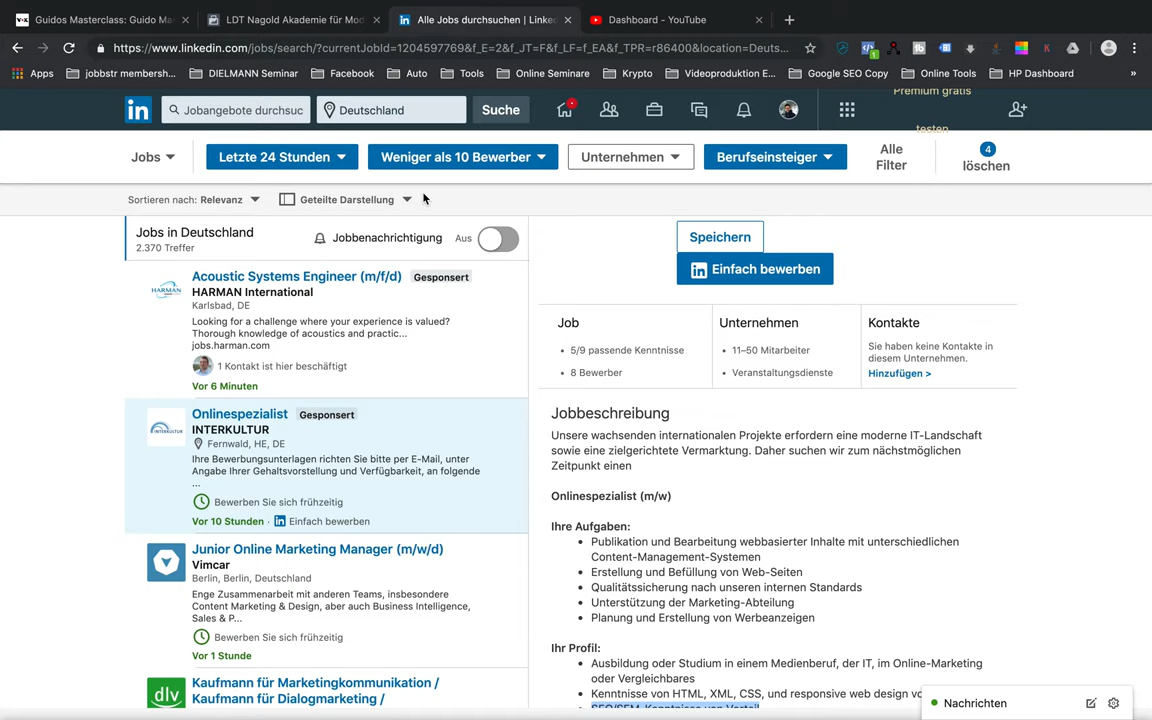 Guidos Masterclass: Guido Ma
LDT Nagold Akademie für Mod
Alle Jobs durchsuchen | Linke
Dashboard - YouTube
https://www.linkedin.com/jobs/search/?currentJobId=1204597769&f_E=2&f_JT=F&f_LF=f_EA&f_TPR=r86400&location=Deuts...
Apps jobbstr membersh... DIELMANN Seminar Facebook Auto Tools Online Seminare Krypto Videoproduktion E... Google SEO Copy Online Tools HP Dashboard »
Premium gratis
testen
in Jobangebote durchsuc Deutschland Suche
Jobs Letzte 24 Stunden Weniger als 10 Bewerber Unternehmen Berufseinsteiger
Alle
Filter
4
löschen
Sortieren nach: Relevanz Geteilte Darstellung
Jobs in Deutschland
2.370 Treffer
Jobbenachrichtigung Aus
Acoustic Systems Engineer (m/f/d) Gesponsert
HARMAN International
Karlsbad, DE
Looking for a challenge where your experience is valued?
Thorough knowledge of acoustics and practic...
jobs.harman.com
1 Kontakt ist hier beschäftigt
Vor 6 Minuten
Onlinespezialist Gesponsert
INTERKULTUR
Fernwald, HE, DE
Ihre Bewerbungsunterlagen richten Sie bitte per E-Mail, unter
Angabe Ihrer Gehaltsvorstellung und Verfügbarkeit, an folgende
...
Bewerben Sie sich frühzeitig
Vor 10 Stunden · in Einfach bewerben
Junior Online Marketing Manager (m/w/d)
Vimcar
Berlin, Berlin, Deutschland
Enge Zusammenarbeit mit anderen Teams, insbesondere
Content Marketing & Design, aber auch Business Intelligence,
Sales & P...
Bewerben Sie sich frühzeitig
Vor 1 Stunde
dlv
Kaufmann für Marketingkommunikation /
Kaufmann für Dialogmarketing /
Speichern
in Einfach bewerben
Job
• 5/9 passende Kenntnisse
• 8 Bewerber
Unternehmen
• 11–50 Mitarbeiter
• Veranstaltungsdienste
Kontakte
Sie haben keine Kontakte in
diesem Unternehmen.
Hinzufügen >
Jobbeschreibung
Unsere wachsenden internationalen Projekte erfordern eine moderne IT-Landschaft
sowie eine zielgerichtete Vermarktung. Daher suchen wir zum nächstmöglichen
Zeitpunkt einen
Onlinespezialist (m/w)
Ihre Aufgaben:
• Publikation und Bearbeitung webbasierter Inhalte mit unterschiedlichen
Content-Management-Systemen
• Erstellung und Befüllung von Web-Seiten
• Qualitätssicherung nach unseren internen Standards
• Unterstützung der Marketing-Abteilung
• Planung und Erstellung von Werbeanzeigen
Ihr Profil:
• Ausbildung oder Studium in einem Medienberuf, der IT, im Online-Marketing
oder Vergleichbares
• Kenntnisse von HTML, XML, CSS, und responsive web design vo
• SEO/SEM-Kenntnisse von Vorteil
Nachrichten